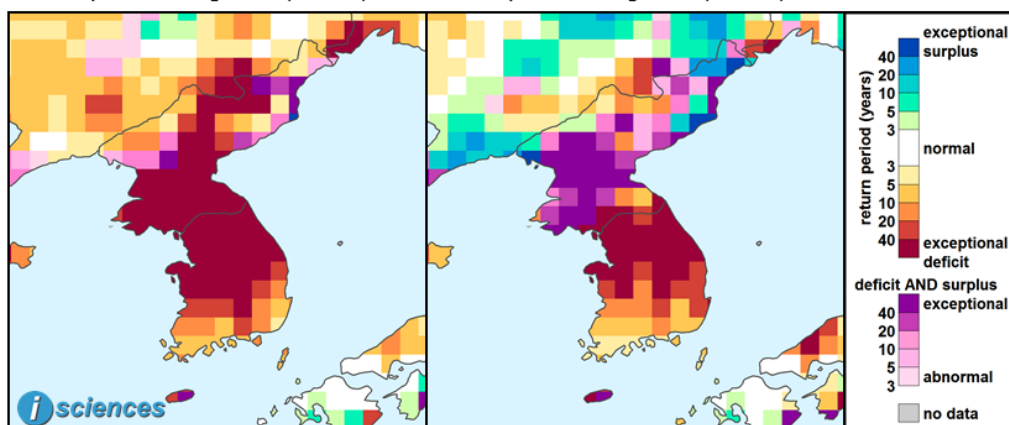 exceptional
surplus
40
20
10
5
3
normal
3
5
10
20
40
exceptional
deficit
return period (years)
deficit AND surplus
exceptional
40
20
10
5
3
abnormal
no data
i sciences